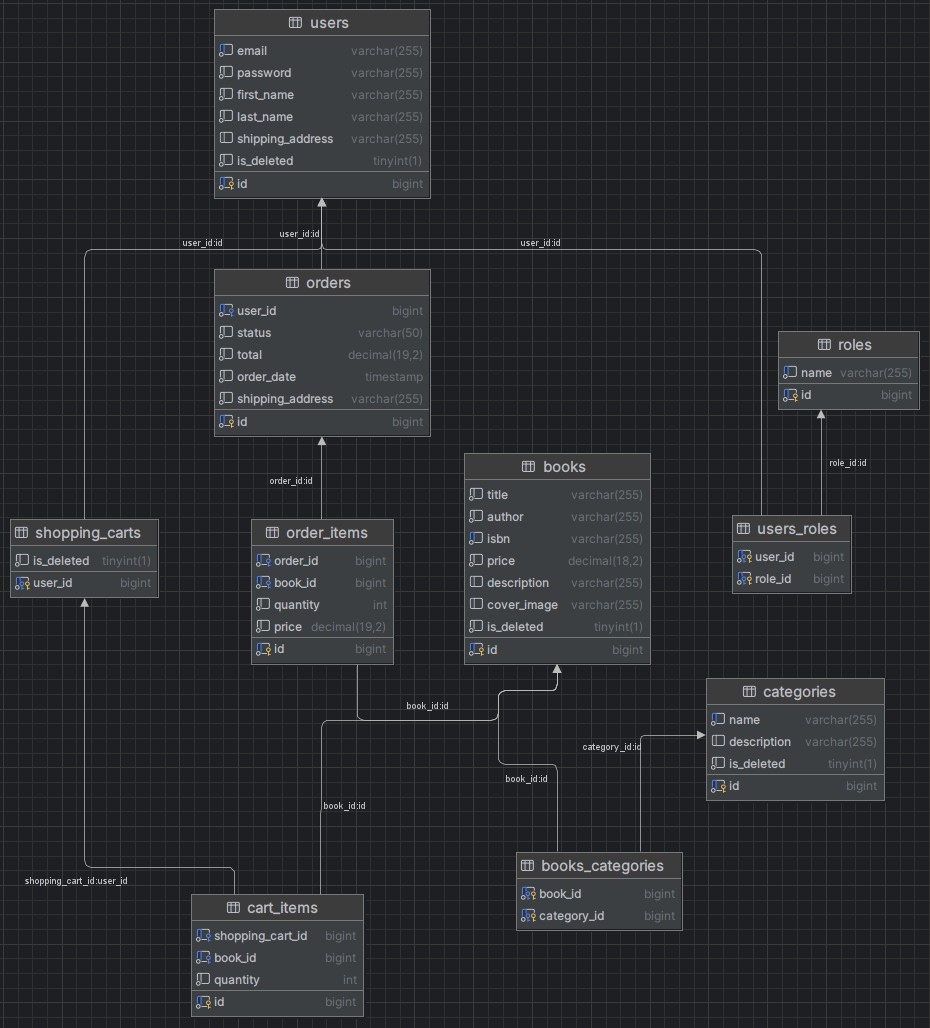 users
email varchar(255)
password varchar(255)
first_name varchar(255)
last_name varchar(255)
shipping_address varchar(255)
is_deleted tinyint(1)
id bigint
user_id:id
user_id:id
user_id:id
orders
user_id bigint
status varchar(50)
total decimal(19,2)
order_date timestamp
shipping_address varchar(255)
id bigint
roles
name varchar(255)
id bigint
role_id:id
order_id:id
books
title varchar(255)
author varchar(255)
isbn varchar(255)
price decimal(18,2)
description varchar(255)
cover_image varchar(255)
is_deleted tinyint(1)
id bigint
shopping_carts
is_deleted tinyint(1)
user_id bigint
order_items
order_id bigint
book_id bigint
quantity int
price decimal(19,2)
id bigint
users_roles
user_id bigint
role_id bigint
categories
name varchar(255)
description varchar(255)
is_deleted tinyint(1)
id bigint
book_id:id
category_id:id
book_id:id
book_id:id
books_categories
book_id bigint
category_id bigint
shopping_cart_id:user_id
cart_items
shopping_cart_id bigint
book_id bigint
quantity int
id bigint